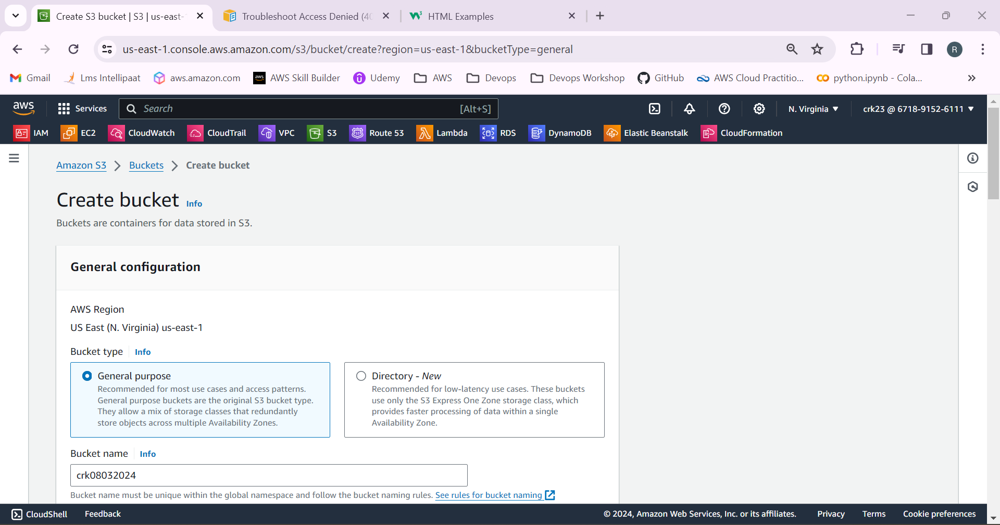 Create S3 bucket | S3 | us-east-
Troubleshoot Access Denied (40
HTML Examples
us-east-1.console.aws.amazon.com/s3/bucket/create?region=us-east-1&bucketType=general
R
Gmail
Lms Intellipaat
aws.amazon.com
aws
AWS Skill Builder
Udemy
AWS
Devops
Devops Workshop
GitHub
AWS Cloud Practitio...
python.ipynb - Cola...
aws
Services
Search
[Alt+S]
N. Virginia
crk23 @ 6718-9152-6111
IAM
EC2
CloudWatch
CloudTrail
VPC
S3
Route 53
Lambda
RDS
DynamoDB
Elastic Beanstalk
CloudFormation
Amazon S3
Buckets
Create bucket
Create bucket Info
Buckets are containers for data stored in S3.
General configuration
AWS Region
US East (N. Virginia) us-east-1
Bucket type Info
General purpose
Recommended for most use cases and access patterns.
General purpose buckets are the original S3 bucket type.
They allow a mix of storage classes that redundantly
store objects across multiple Availability Zones.
Directory - New
Recommended for low-latency use cases. These buckets
use only the S3 Express One Zone storage class, which
provides faster processing of data within a single
Availability Zone.
Bucket name Info
crk08032024
Bucket name must be unique within the global namespace and follow the bucket naming rules. See rules for bucket naming
CloudShell
Feedback
© 2024, Amazon Web Services, Inc. or its affiliates.
Privacy
Terms
Cookie preferences